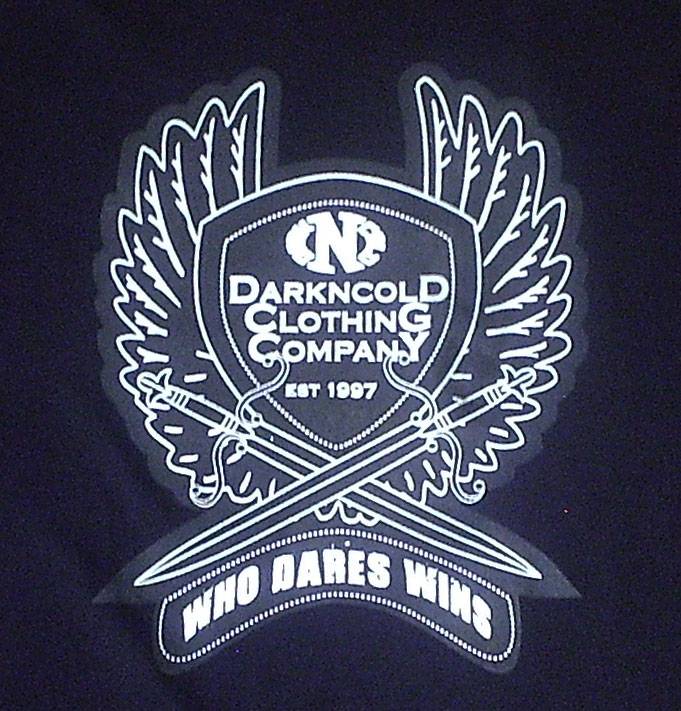 N
DARKNCOLD
CLOTHING
COMPANY
EST 1997
WHO DARES WINS